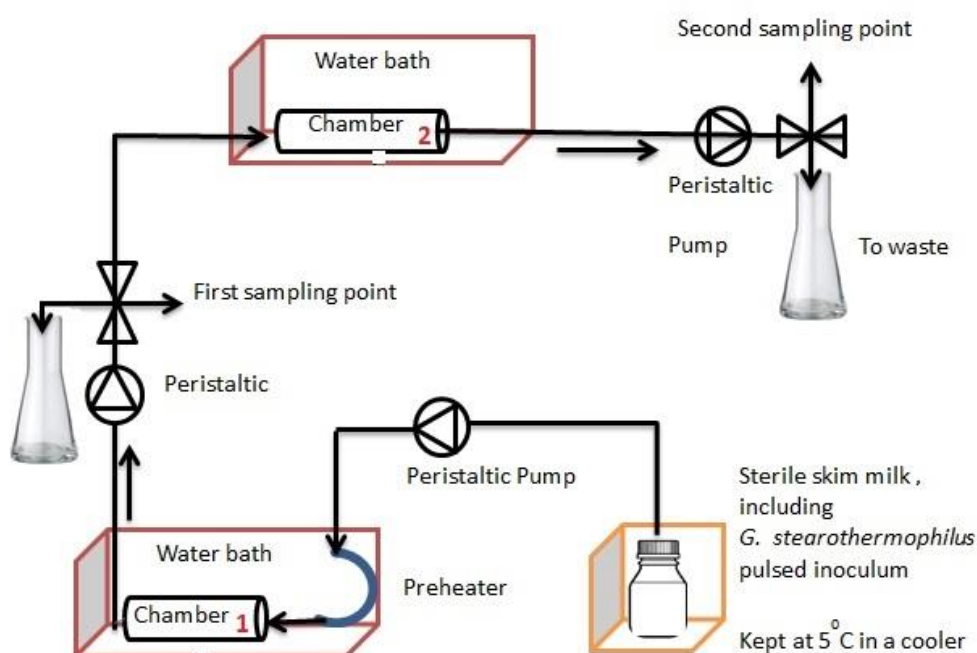 Second sampling point
Water bath
Chamber 2
Peristaltic
Pump
To waste
First sampling point
Peristaltic
Peristaltic Pump
Sterile skim milk ,
including
G. stearothermophilus
pulsed inoculum
Kept at 5°C in a cooler
Water bath
Preheater
Chamber 1